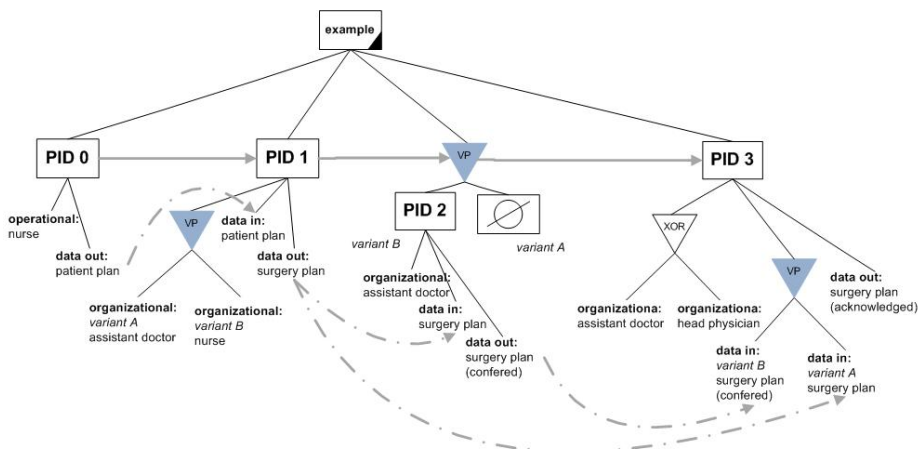 example
PID 0
PID 1
VP
PID 3
PID 2
operational:
nurse
data out:
patient plan
VP
data in:
patient plan
data out:
surgery plan
organizational:
variant A
assistant doctor
organizational:
variant B
nurse
variant B
variant A
organizational:
assistant doctor
data in:
surgery plan
data out:
surgery plan
(confered)
XOR
organizationa:
assistant doctor
organizationa:
head physician
VP
data out:
surgery plan
(acknowledged)
data in:
variant B
surgery plan
(confered)
data in:
variant A
surgery plan